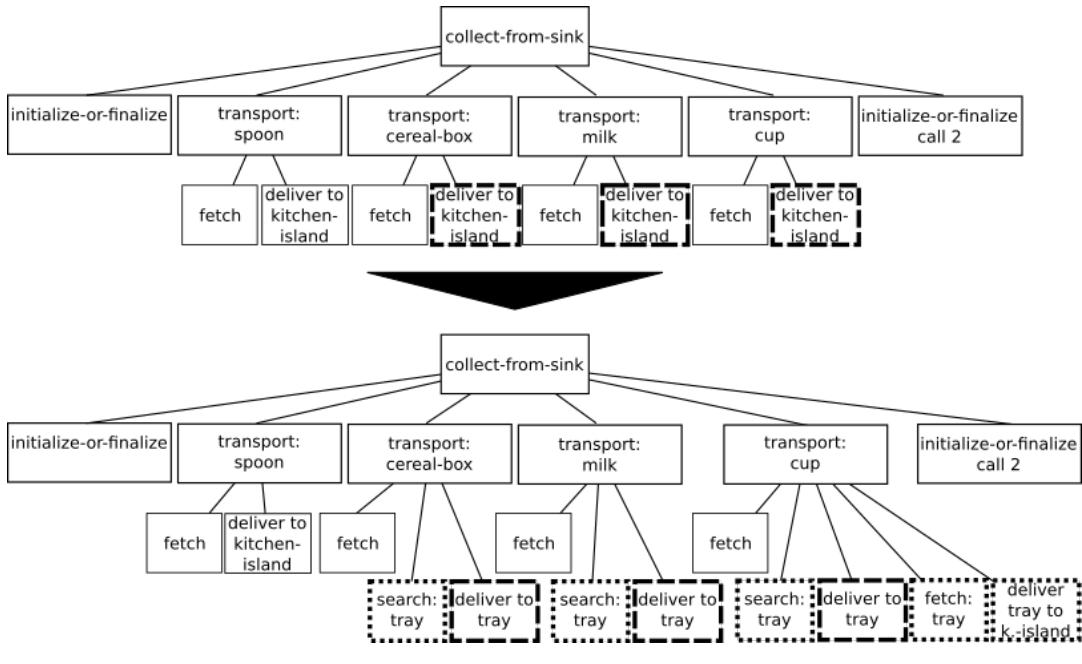 collect-from-sink
initialize-or-finalize
transport:
spoon
transport:
cereal-box
transport:
milk
transport:
cup
initialize-or-finalize
call 2
fetch
deliver to
kitchen-
island
fetch
deliver to
kitchen-
island
fetch
deliver to
kitchen-
island
fetch
deliver to
kitchen-
island
collect-from-sink
initialize-or-finalize
transport:
spoon
transport:
cereal-box
transport:
milk
transport:
cup
initialize-or-finalize
call 2
fetch
deliver to
kitchen-
island
fetch
fetch
fetch
search:
tray
deliver to
tray
search:
tray
deliver to
tray
search:
tray
deliver to
tray
fetch:
tray
deliver
tray to
k.-island